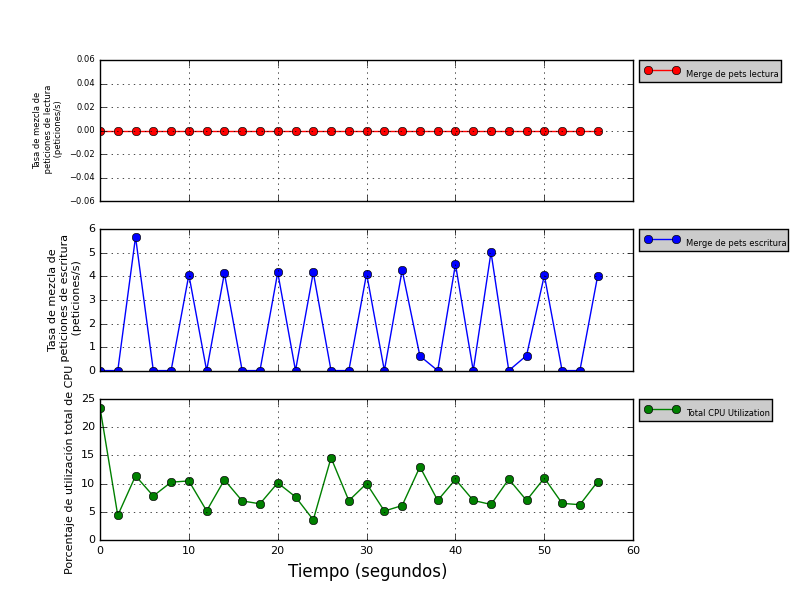 Tasa de mezcla de
peticiones de lectura
(peticiones/s)
0.06
0.04
0.02
0.00
−0.02
−0.04
−0.06
Merge de pets lectura
Tasa de mezcla de
peticiones de escritura
(peticiones/s)
6
5
4
3
2
1
0
Merge de pets escritura
Porcentaje de utilización total de CPU
25
20
15
10
5
0
Total CPU Utilization
0 10 20 30 40 50 60
Tiempo (segundos)